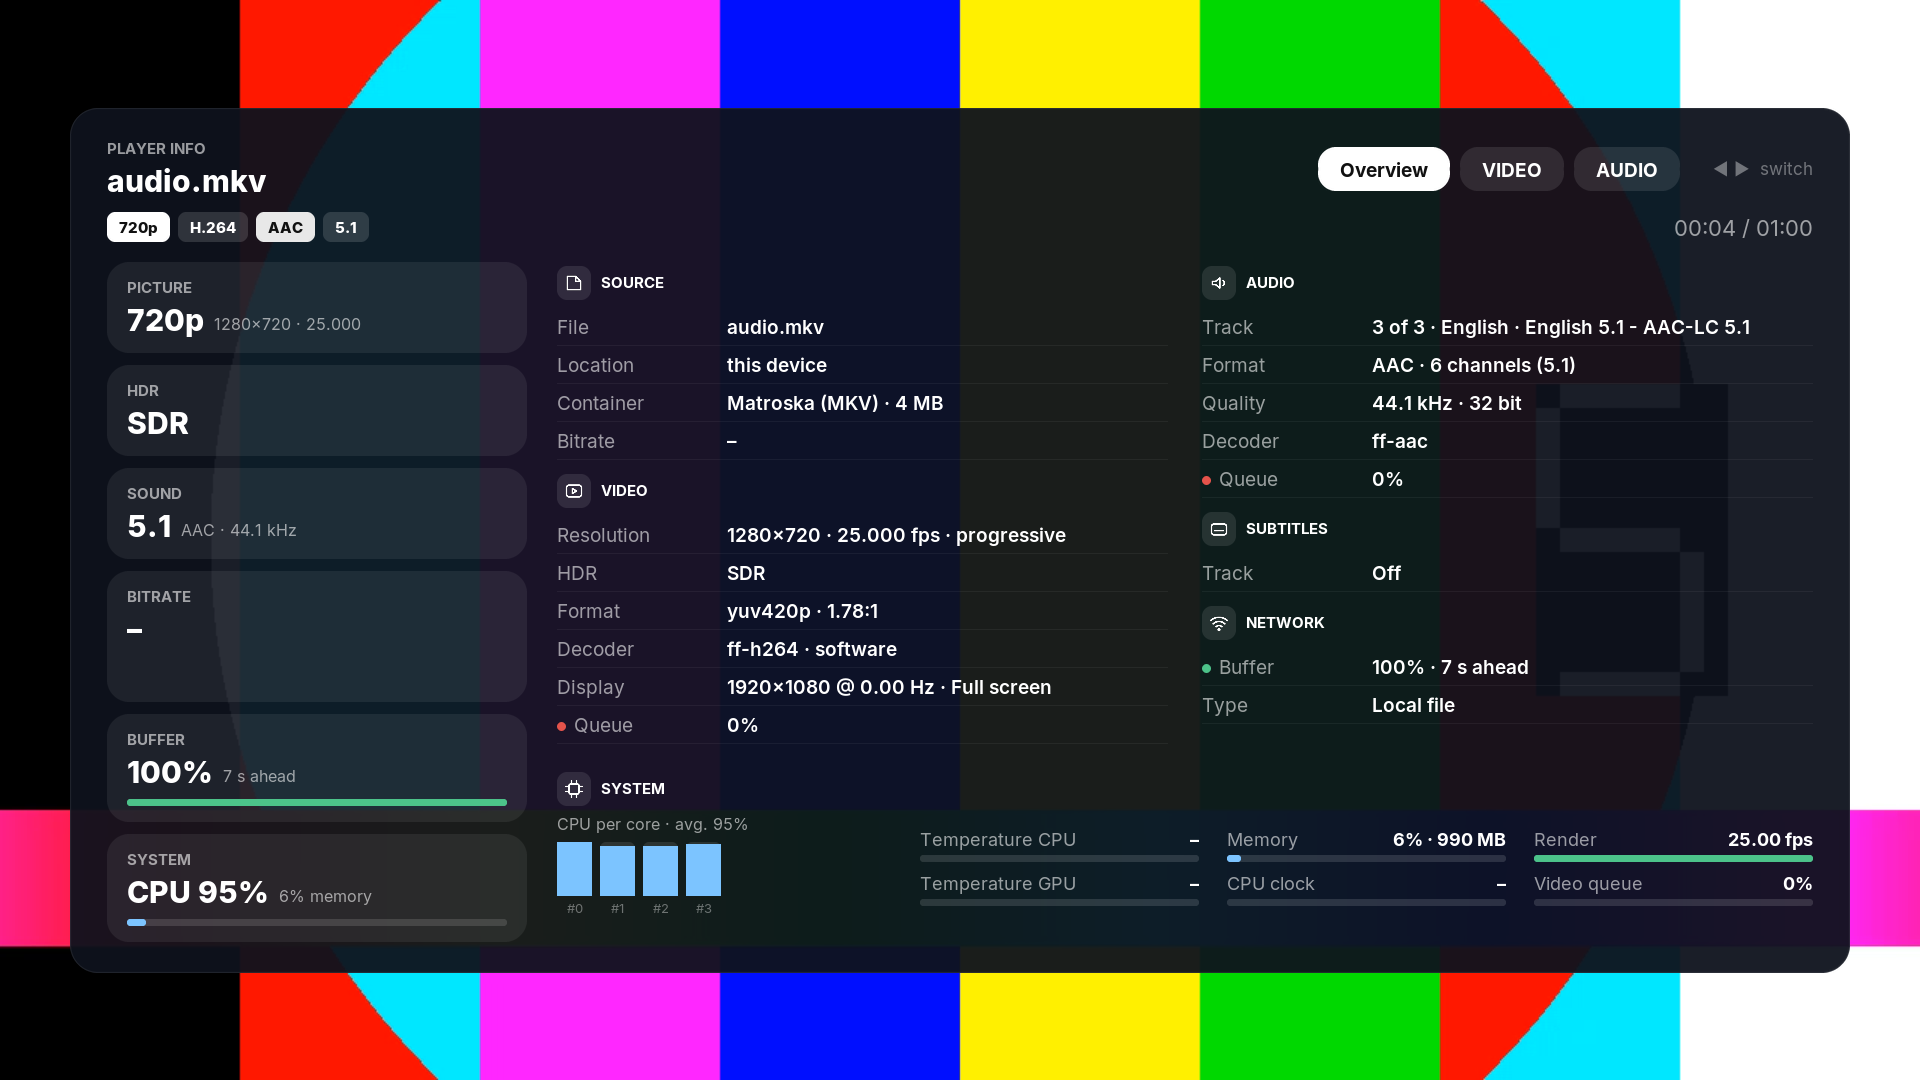 PLAYER INFO
audio.mkv
720p H.264 AAC 5.1
Overview VIDEO AUDIO ◀ ▶ switch
00:04 / 01:00
PICTURE
720p 1280×720 · 25.000
HDR
SDR
SOUND
5.1 AAC · 44.1 kHz
BITRATE
–
BUFFER
100% 7 s ahead
SYSTEM
CPU 95% 6% memory
SOURCE
File audio.mkv
Location this device
Container Matroska (MKV) · 4 MB
Bitrate –
VIDEO
Resolution 1280×720 · 25.000 fps · progressive
HDR SDR
Format yuv420p · 1.78:1
Decoder ff-h264 · software
Display 1920×1080 @ 0.00 Hz · Full screen
Queue 0%
AUDIO
Track 3 of 3 · English · English 5.1 - AAC-LC 5.1
Format AAC · 6 channels (5.1)
Quality 44.1 kHz · 32 bit
Decoder ff-aac
Queue 0%
SUBTITLES
Track Off
NETWORK
Buffer 100% · 7 s ahead
Type Local file
SYSTEM
CPU per core · avg. 95%
#0 #1 #2 #3
Temperature CPU – Memory 6% · 990 MB Render 25.00 fps
Temperature GPU – CPU clock – Video queue 0%